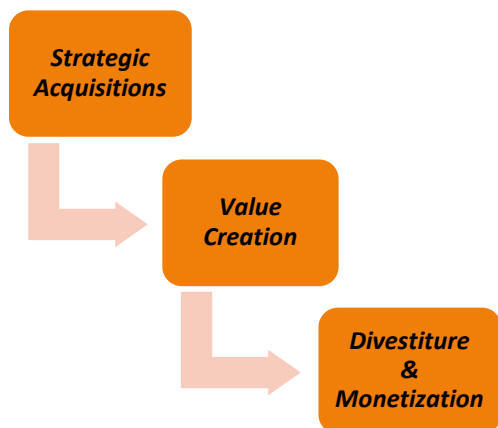 Strategic
Acquisitions
Value
Creation
Divestiture
&
Monetization